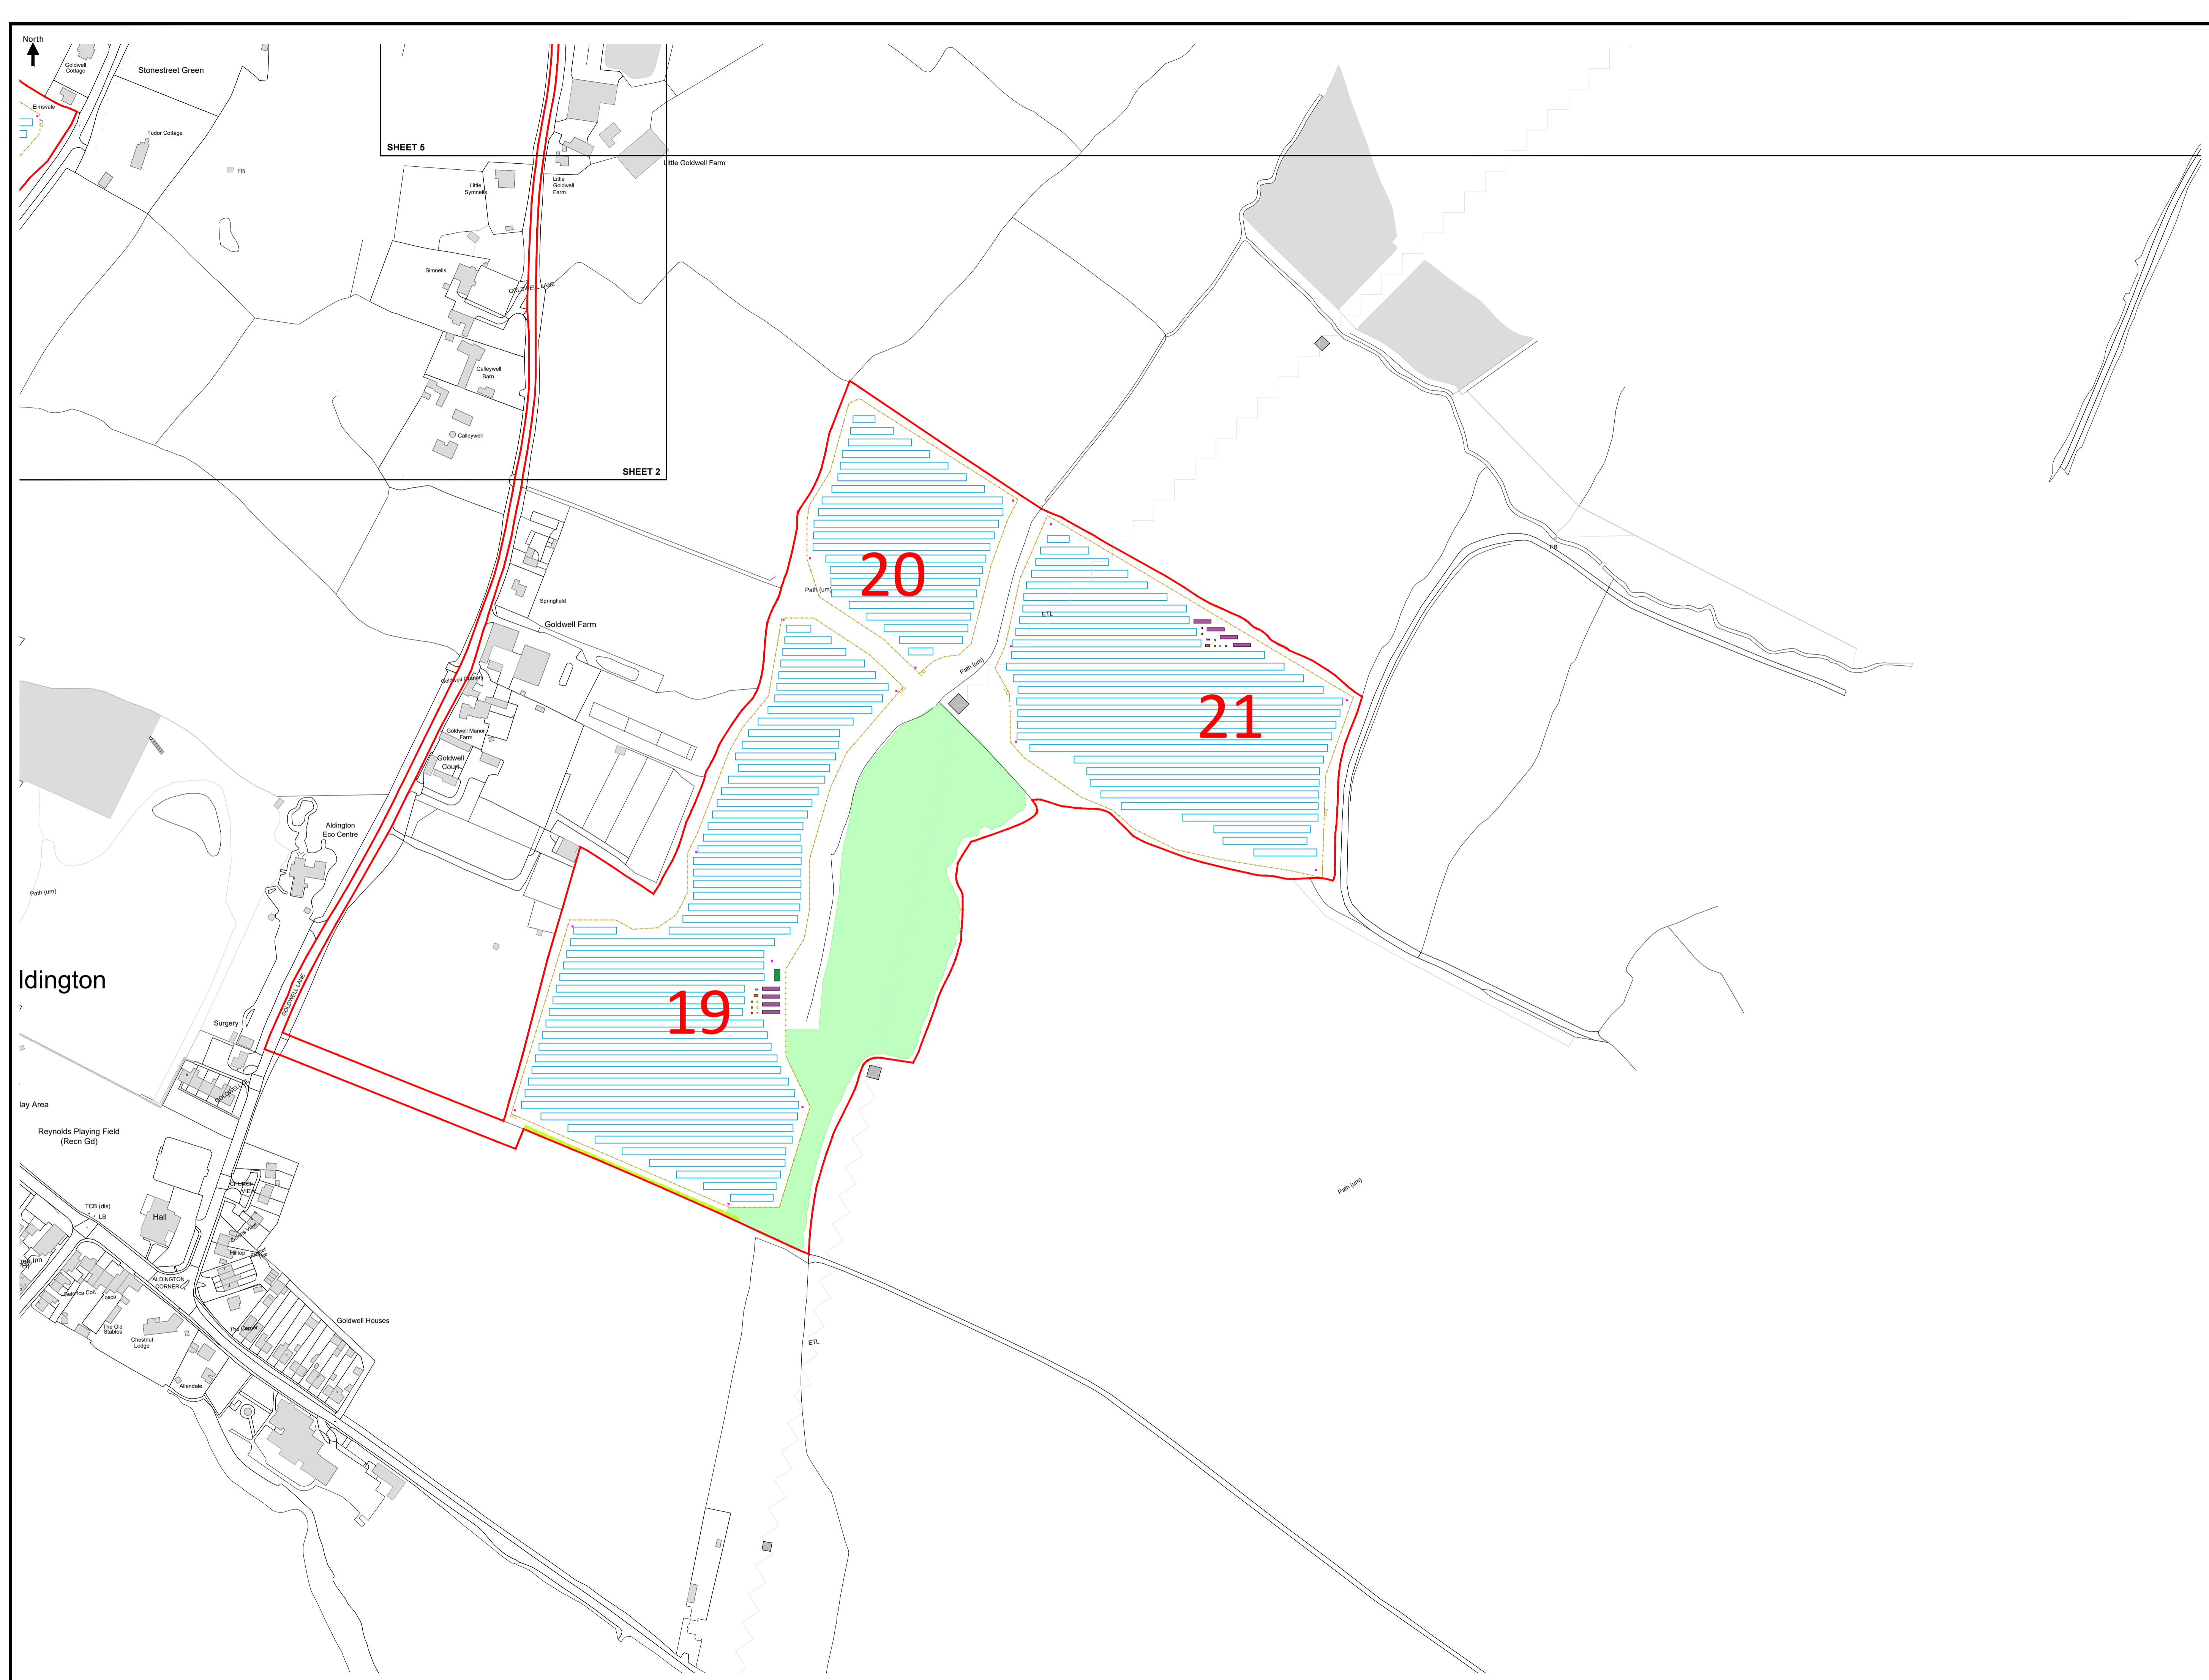 North
Goldwell
Cottage
Stonestreet Green
Elmsvale
Tudor Cottage
FB
SHEET 5
Little Goldwell Farm
Little
Symnells
Little
Goldwell
Farm
Simnells
GOLDWELL LANE
Calleywell
Barn
Calleywell
SHEET 2
Springfield
Goldwell Farm
Goldwell Manor
Farm
Goldwell
Court
Aldington
Eco Centre
Path (um)
20
Path (um)
ETL
Path (um)
21
FB
19
ldington
GOLDWELL LANE
Surgery
lay Area
Reynolds Playing Field
(Recn Gd)
CHURCH
VIEW
TCB (dis)
LB
Hall
Hilltop
ALDINGTON
CORNER
Tosca
The Old
Stables
Chestnut
Lodge
Allendale
Goldwell Houses
ETL
Path (um)